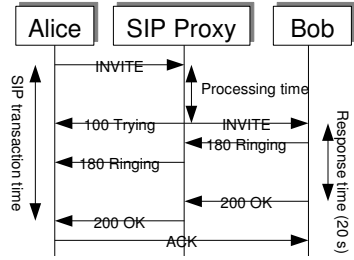 Alice
SIP Proxy
Bob
INVITE
Processing time
100 Trying
INVITE
180 Ringing
180 Ringing
200 OK
200 OK
ACK
SIP transaction time
Response time (20 s)